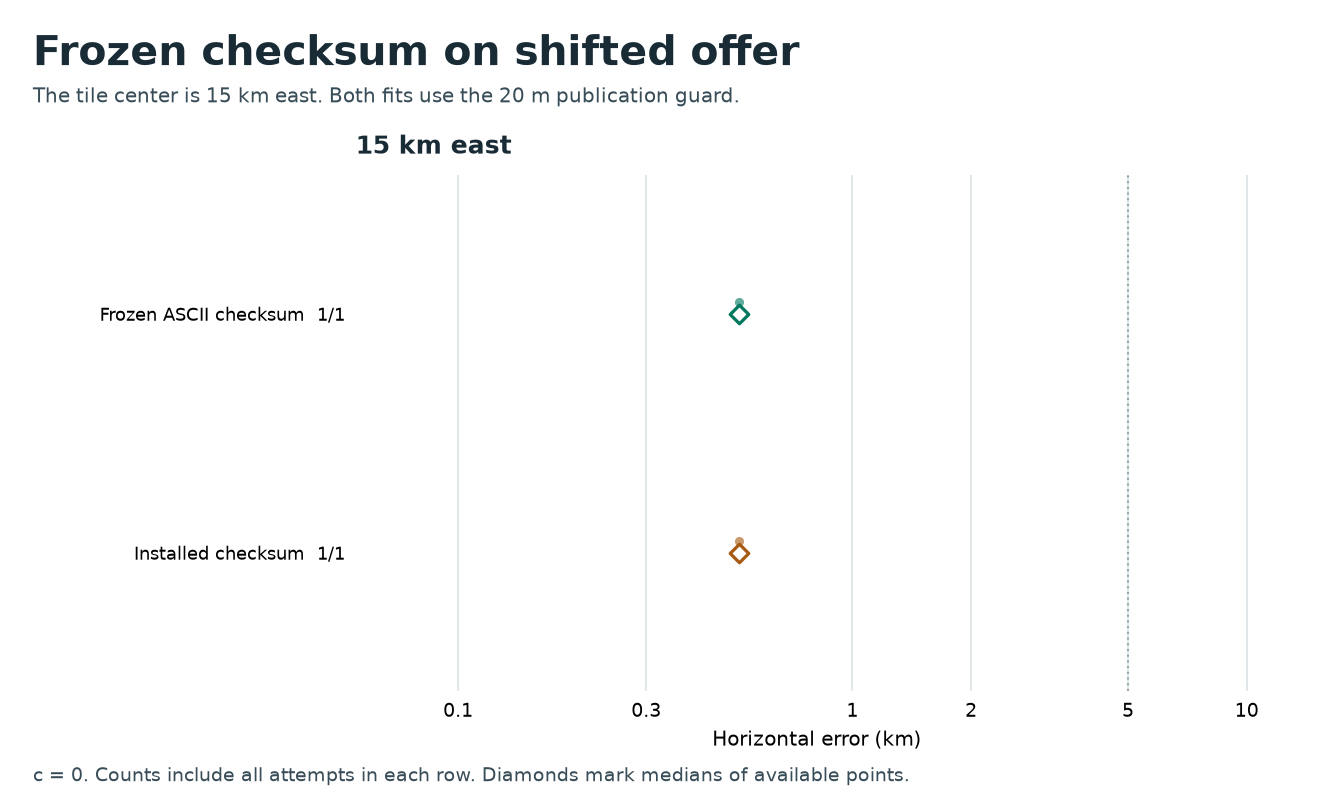 Frozen checksum on shifted offer
The tile center is 15 km east. Both fits use the 20 m publication guard.
15 km east
Frozen ASCII checksum 1/1
Installed checksum 1/1
0.1 0.3 1 2 5 10
Horizontal error (km)
c = 0. Counts include all attempts in each row. Diamonds mark medians of available points.